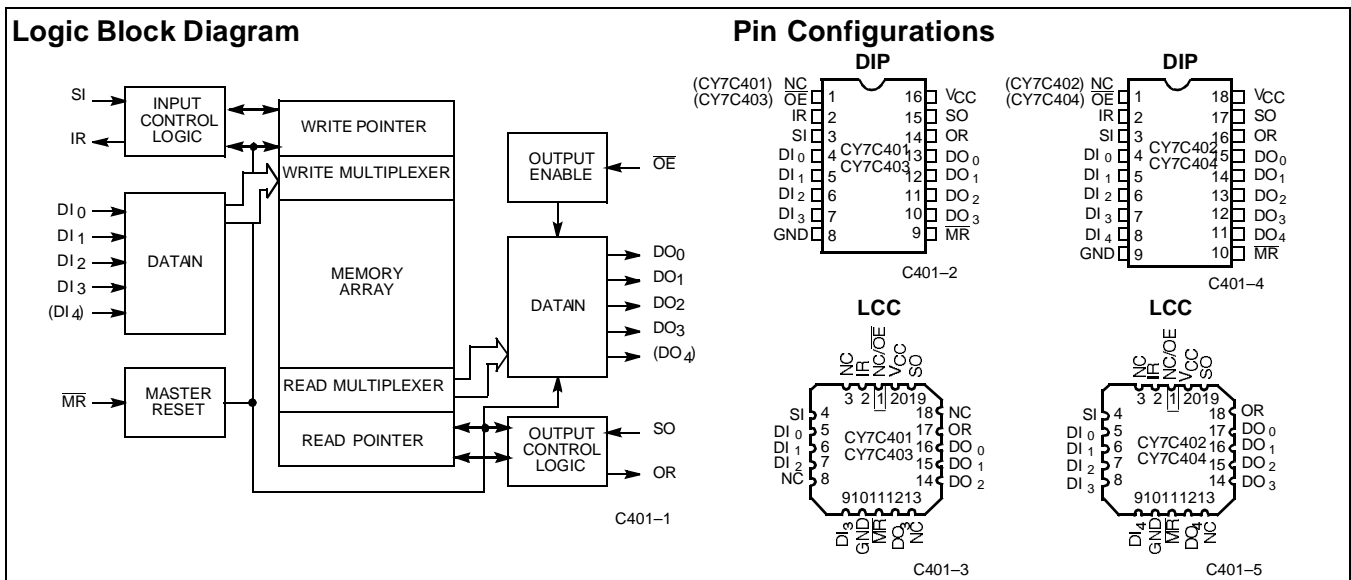 Logic Block Diagram
SI
IR
INPUT
CONTROL
LOGIC
WRITE POINTER
WRITE MULTIPLEXER
MEMORY
ARRAY
READ MULTIPLEXER
READ POINTER
DI0
DI1
DI2
DI3
(DI4)
DATAIN
MR
MASTER
RESET
OUTPUT
ENABLE
OE
DATAIN
DO0
DO1
DO2
DO3
(DO4)
OUTPUT
CONTROL
LOGIC
SO
OR
C401–1
Pin Configurations
DIP
(CY7C401) NC
(CY7C403) OE 1
IR 2
SI 3
DI0 4
DI1 5
DI2 6
DI3 7
GND 8
CY7C401
CY7C403
16 VCC
15 SO
14 OR
13 DO0
12 DO1
11 DO2
10 DO3
9 MR
C401–2
DIP
(CY7C402) NC
(CY7C404) OE 1
IR 2
SI 3
DI0 4
DI1 5
DI2 6
DI3 7
DI4 8
GND 9
CY7C402
CY7C404
18 VCC
17 SO
16 OR
15 DO0
14 DO1
13 DO2
12 DO3
11 DO4
10 MR
C401–4
LCC
NC IR NC/OE VCC SO
3 2 1 20 19
SI 4
DI0 5
DI1 6
DI2 7
NC 8
CY7C401
CY7C403
18 NC
17 OR
16 DO0
15 DO1
14 DO2
9 10 11 12 13
DI3 GND MR DO3 NC
C401–3
LCC
NC IR NC/OE VCC SO
3 2 1 20 19
SI 4
DI0 5
DI1 6
DI2 7
DI3 8
CY7C402
CY7C404
18 OR
17 DO0
16 DO1
15 DO2
14 DO3
9 10 11 12 13
DI4 GND MR DO4 NC
C401–5